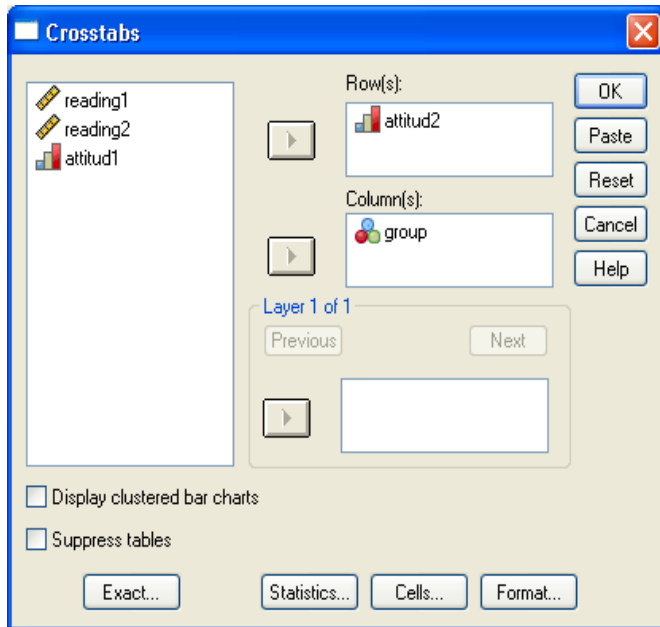 Crosstabs
reading1
reading2
attitud1
Row(s):
attitud2
Column(s):
group
Layer 1 of 1
Previous
Next
OK
Paste
Reset
Cancel
Help
Display clustered bar charts
Suppress tables
Exact...
Statistics...
Cells...
Format...